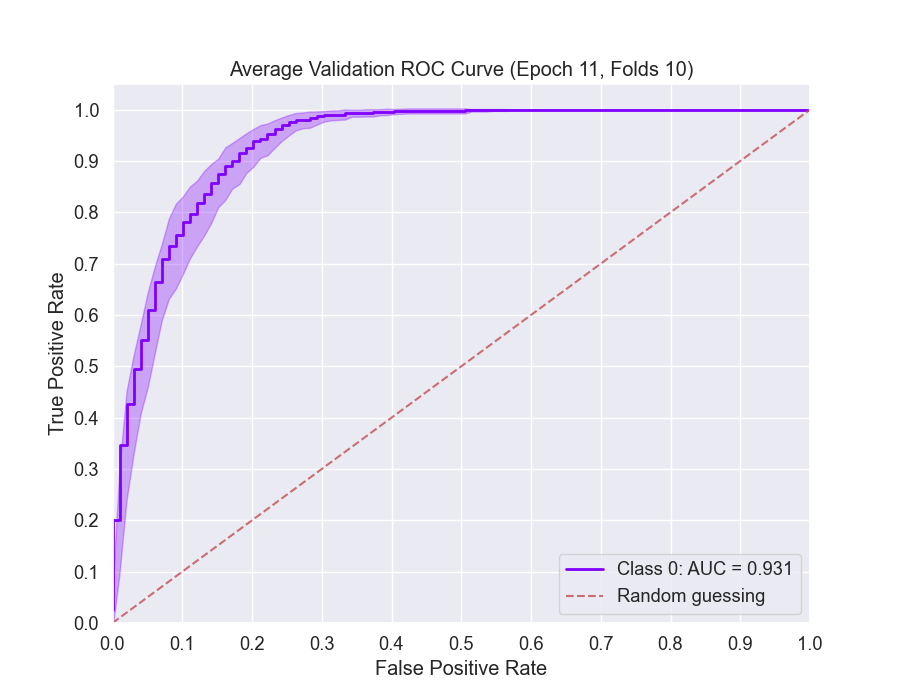 Average Validation ROC Curve (Epoch 11, Folds 10)
True Positive Rate
1.0
0.9
0.8
0.7
0.6
0.5
0.4
0.3
0.2
0.1
0.0
Class 0: AUC = 0.931
Random guessing
0.0 0.1 0.2 0.3 0.4 0.5 0.6 0.7 0.8 0.9 1.0
False Positive Rate